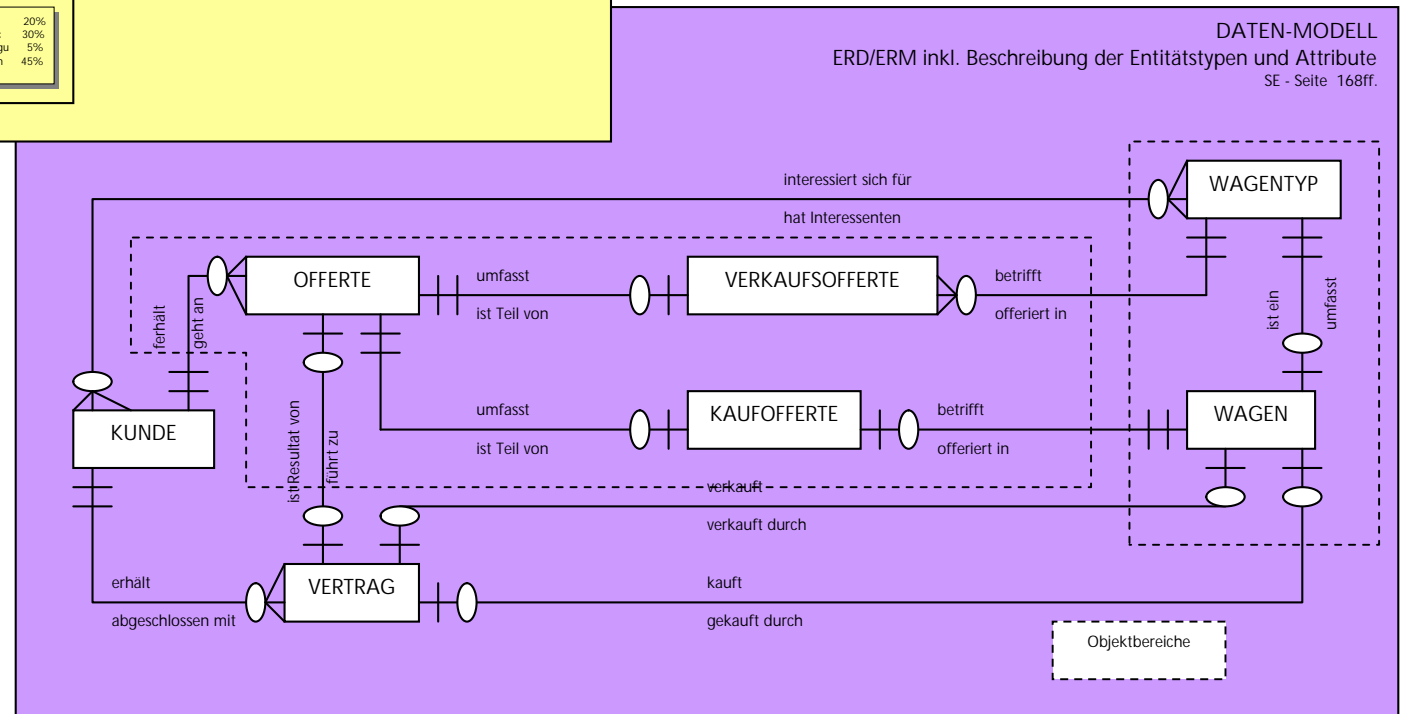 20%
30%
gu 5%
45%
DATEN-MODELL
ERD/ERM inkl. Beschreibung der Entitätstypen und Attribute
SE - Seite 168ff.
interessiert sich für
hat Interessenten
WAGENTYP
OFFERTE
umfasst
ist Teil von
VERKAUFSOFFERTE
betrifft
offeriert in
ferhält
geht an
ist ein
umfasst
KUNDE
ist Resultat von
führt zu
umfasst
ist Teil von
KAUFOFFERTE
betrifft
offeriert in
WAGEN
verkauft
verkauft durch
VERTRAG
erhält
abgeschlossen mit
kauft
gekauft durch
Objektbereiche